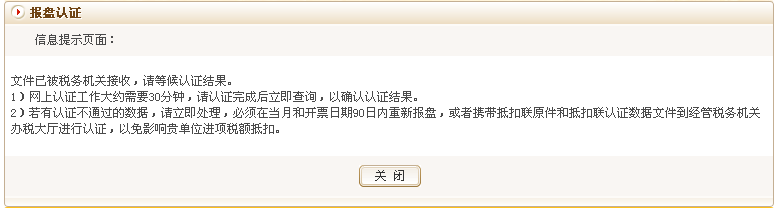 报盘认证
信息提示页面：
文件已被税务机关接收，请等候认证结果。
1）网上认证工作大约需要30分钟，请认证完成后立即查询，以确认认证结果。
2）若有认证不通过的数据，请立即处理，必须在当月和开票日期90日内重新报盘，或者携带抵扣联原件和抵扣联认证数据文件到经管税务机关
办税大厅进行认证，以免影响贵单位进项税额抵扣。
关 闭